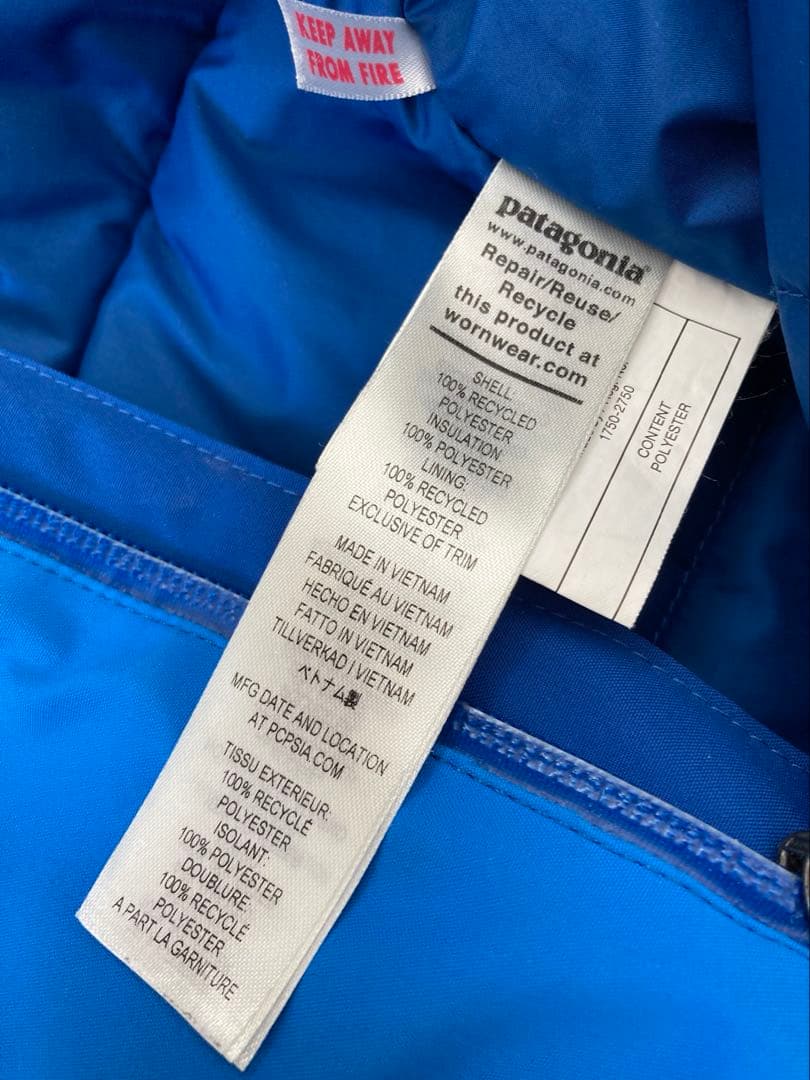 KEEP AWAY
FROM FIRE
patagonia®
www.patagonia.com
Repair/Reuse/
Recycle
this product at
wornwear.com
SHELL:
100% RECYCLED
POLYESTER
INSULATION
100% POLYESTER
LINING:
100% RECYCLED
POLYESTER
EXCLUSIVE OF TRIM
MADE IN VIETNAM
FABRIQUÉ AU VIETNAM
HECHO EN VIETNAM
FATTO IN VIETNAM
TILLVERKAD I VIETNAM
ベトナム製
MFG DATE AND LOCATION
AT PCPSIA.COM
TISSU EXTERIEUR:
100% RECYCLÉ
POLYESTER
ISOLANT:
100% POLYESTER
DOUBLURE:
100% RECYCLÉ
POLYESTER
A PART LA GARNITURE
1750-2750
CONTENT
POLYESTER